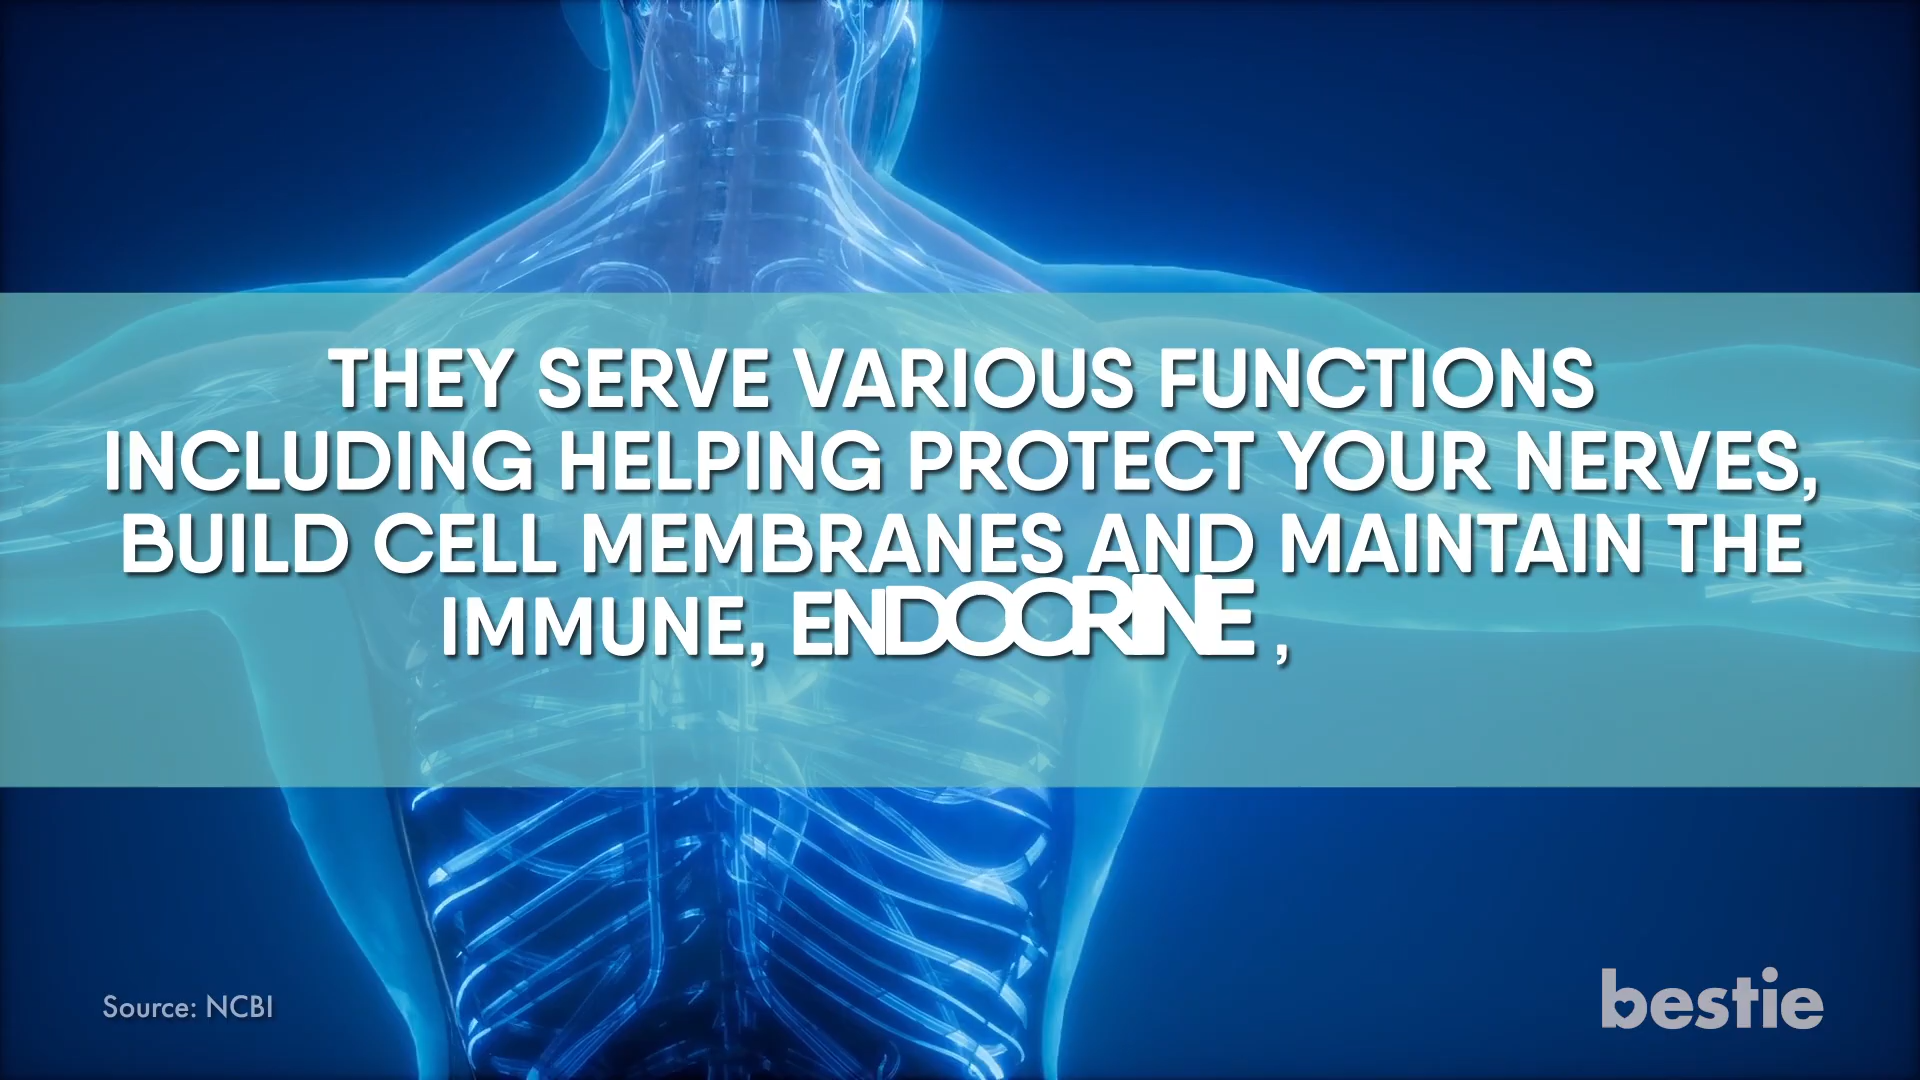 THEY SERVE VARIOUS FUNCTIONS
INCLUDING HELPING PROTECT YOUR NERVES,
BUILD CELL MEMBRANES AND MAINTAIN THE
IMMUNE, ENDOCRINE ,
Source: NCBI
bestie